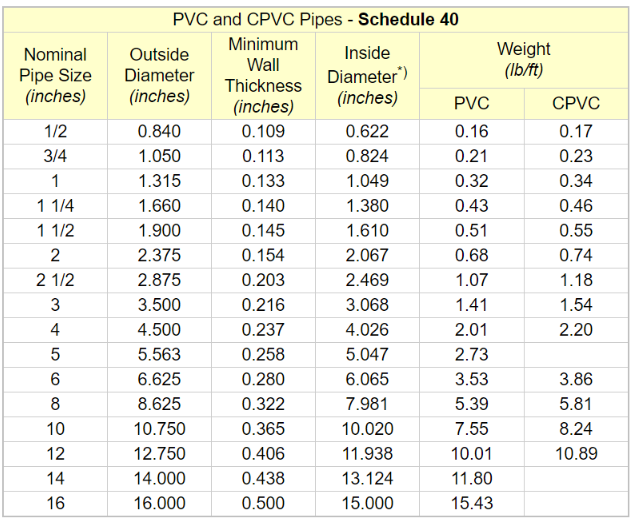 PVC and CPVC Pipes - Schedule 40
Nominal Pipe Size (inches) Outside Diameter (inches) Minimum Wall Thickness (inches) Inside Diameter*) (inches) Weight (lb/ft)
PVC CPVC
1/2 0.840 0.109 0.622 0.16 0.17
3/4 1.050 0.113 0.824 0.21 0.23
1 1.315 0.133 1.049 0.32 0.34
1 1/4 1.660 0.140 1.380 0.43 0.46
1 1/2 1.900 0.145 1.610 0.51 0.55
2 2.375 0.154 2.067 0.68 0.74
2 1/2 2.875 0.203 2.469 1.07 1.18
3 3.500 0.216 3.068 1.41 1.54
4 4.500 0.237 4.026 2.01 2.20
5 5.563 0.258 5.047 2.73
6 6.625 0.280 6.065 3.53 3.86
8 8.625 0.322 7.981 5.39 5.81
10 10.750 0.365 10.020 7.55 8.24
12 12.750 0.406 11.938 10.01 10.89
14 14.000 0.438 13.124 11.80
16 16.000 0.500 15.000 15.43